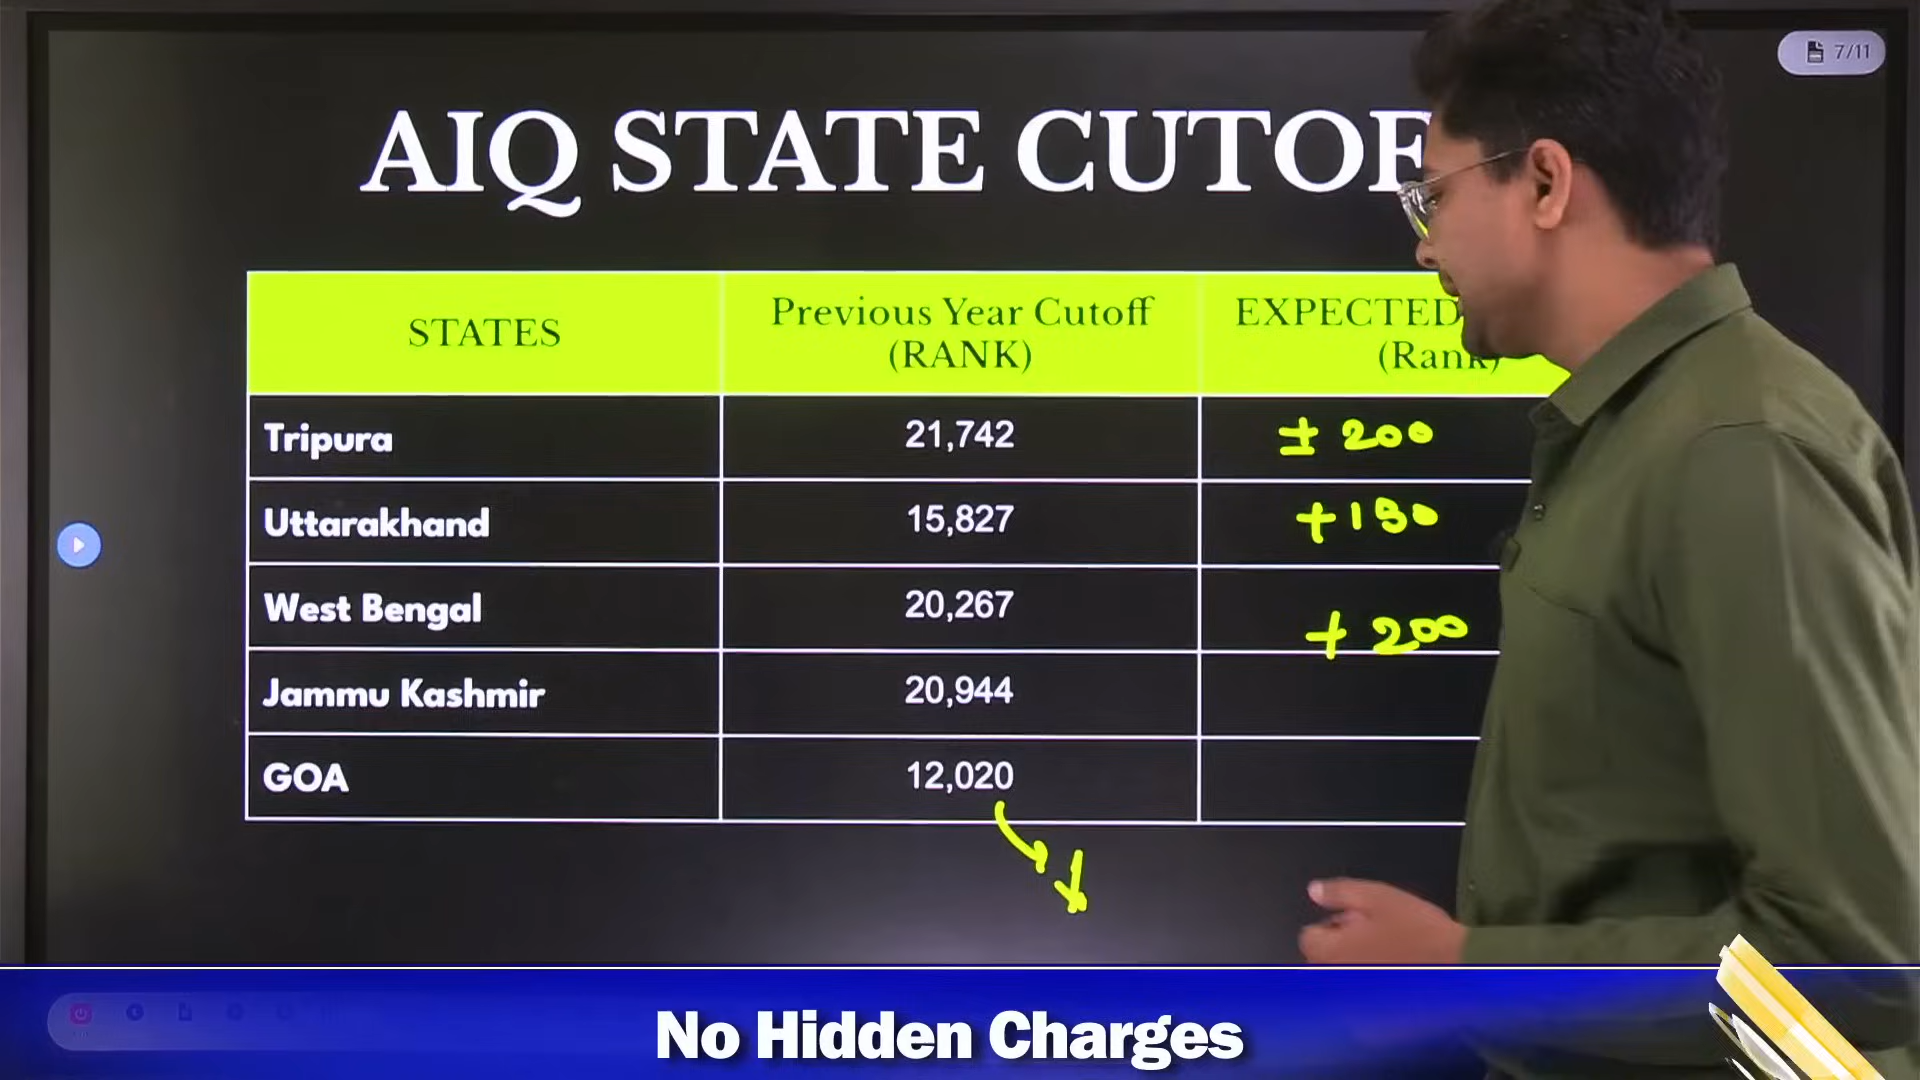 7/11
AIQ STATE CUTOF
STATES
Previous Year Cutoff
(RANK)
EXPECTED
(Rank)
Tripura
21,742
± 200
Uttarakhand
15,827
+150
West Bengal
20,267
+ 200
Jammu Kashmir
20,944
GOA
12,020
No Hidden Charges